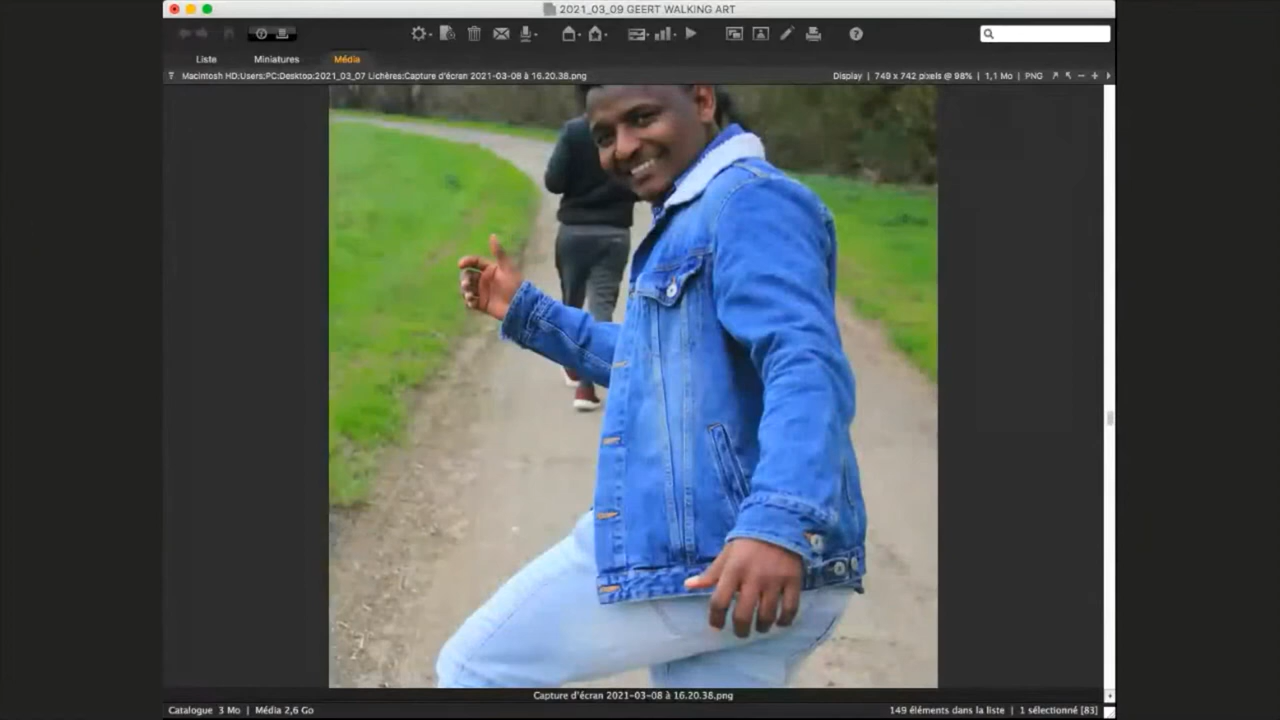 2021_03_09 GEERT WALKING ART
Liste Miniatures Média
Macintosh HD:Users:PC:Desktop:2021_03_07 Lichères:Capture d'écran 2021-03-08 à 16.20.38.png Display | 749 x 742 pixels @ 98% | 1,1 Mo | PNG
Capture d'écran 2021-03-08 à 16.20.38.png
Catalogue 3 Mo | Média 2,6 Go 149 éléments dans la liste | 1 sélectionné [83]